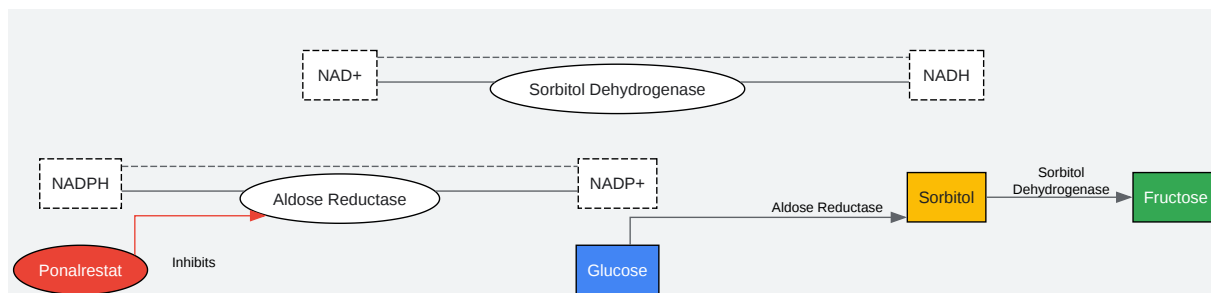 NAD+
Sorbitol Dehydrogenase
NADH
NADPH
Aldose Reductase
NADP+
Ponalrestat
Inhibits
Glucose
Aldose Reductase
Sorbitol
Sorbitol
Dehydrogenase
Fructose